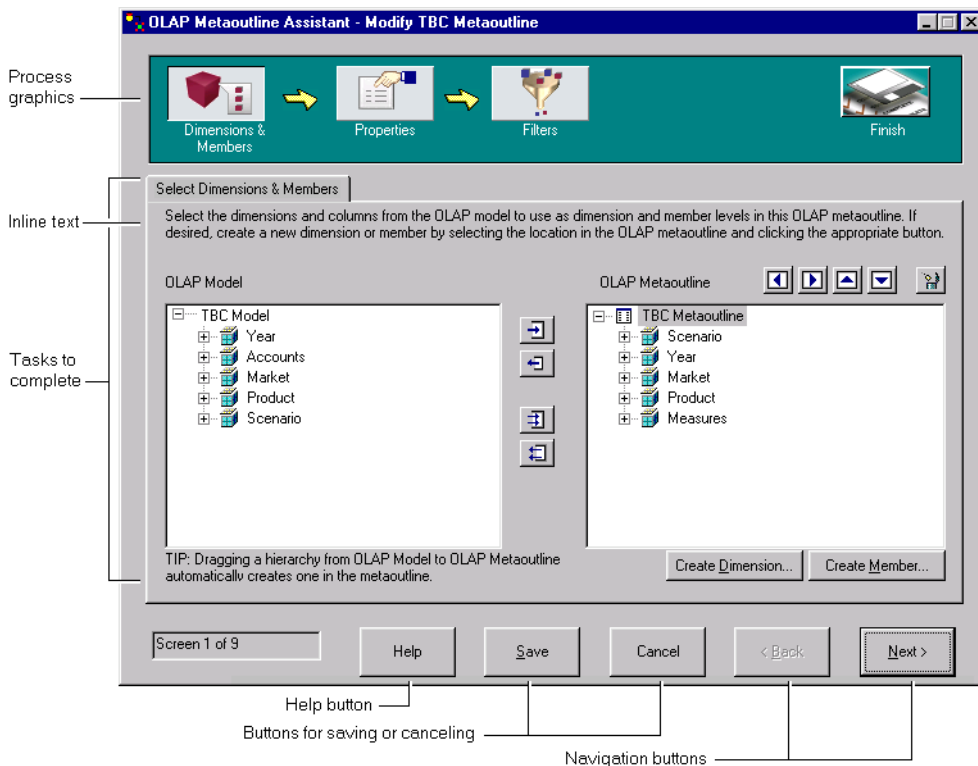 OLAP Metaoutline Assistant - Modify TBC Metaoutline
Process
graphics
Dimensions &
Members
Properties
Filters
Finish
Select Dimensions & Members
Inline text
Select the dimensions and columns from the OLAP model to use as dimension and member levels in this OLAP metaoutline. If
desired, create a new dimension or member by selecting the location in the OLAP metaoutline and clicking the appropriate button.
OLAP Model
OLAP Metaoutline
TBC Model
Year
Accounts
Market
Product
Scenario
TBC Metaoutline
Scenario
Year
Market
Product
Measures
Tasks to
complete
TIP: Dragging a hierarchy from OLAP Model to OLAP Metaoutline
automatically creates one in the metaoutline.
Create Dimension...
Create Member...
Screen 1 of 9
Help
Save
Cancel
< Back
Next >
Help button
Buttons for saving or canceling
Navigation buttons